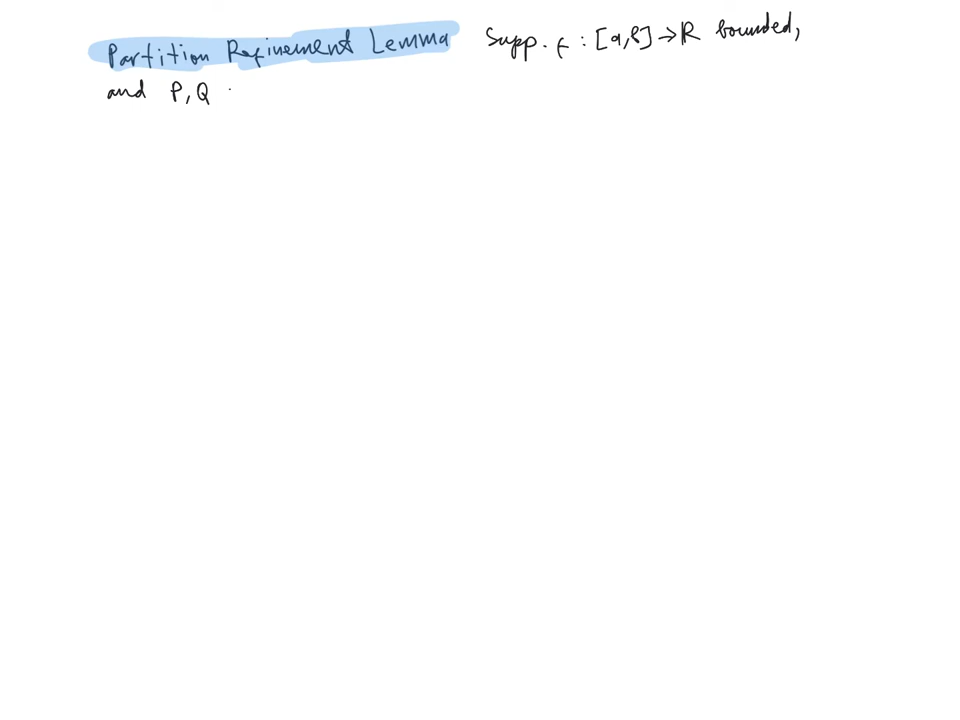 Partition Refinement Lemma Supp. f : [a,b] → ℝ bounded,
and P, Q